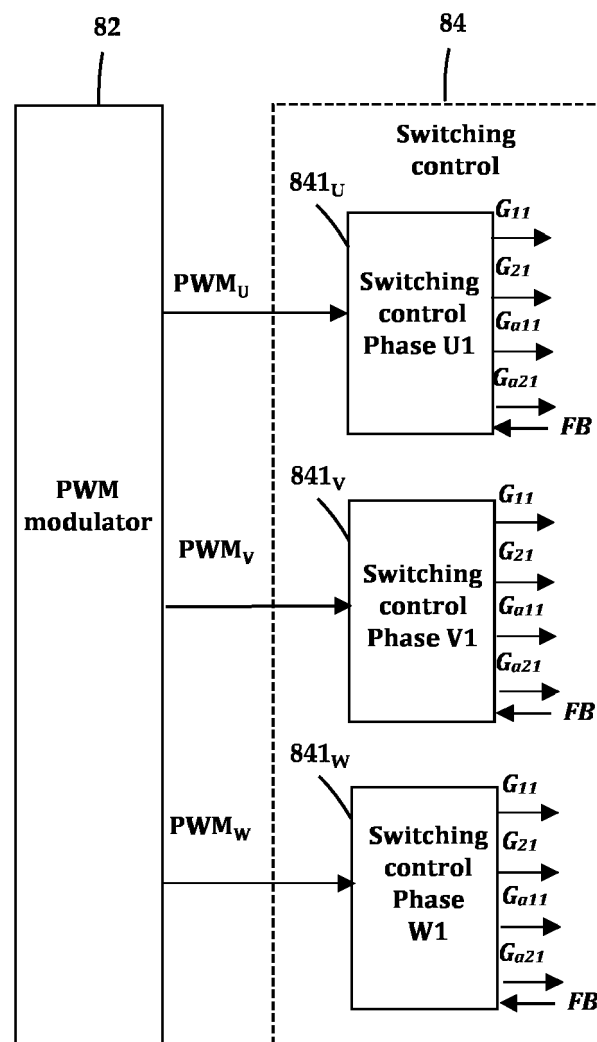 82
84
Switching
control
841U
G11
Switching
control
Phase U1
G21
PWMU
Ga11
Ga21
FB
PWM
modulator
841V
G11
Switching
control
Phase V1
G21
PWMV
Ga11
Ga21
FB
841W
G11
Switching
control
Phase
W1
G21
PWMW
Ga11
Ga21
FB